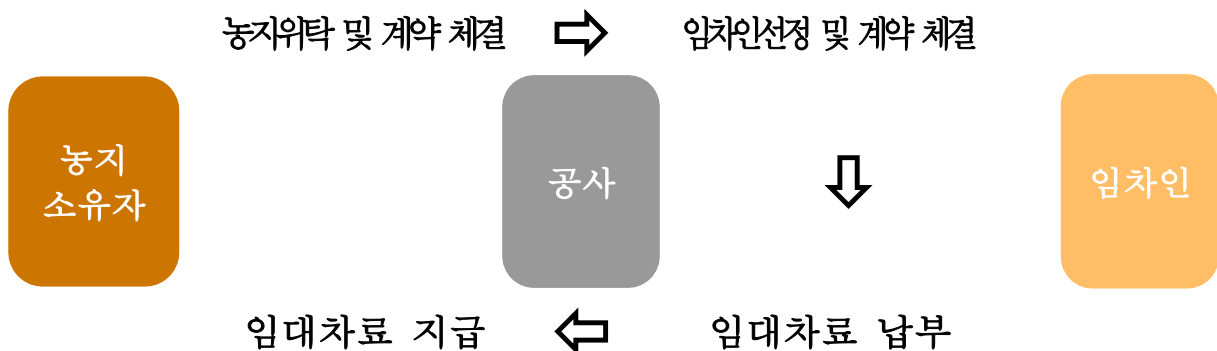 농지위탁 및 계약 체결
임차인선정 및 계약 체결
농지
소유자
공사
임차인
임대차료 지급
임대차료 납부